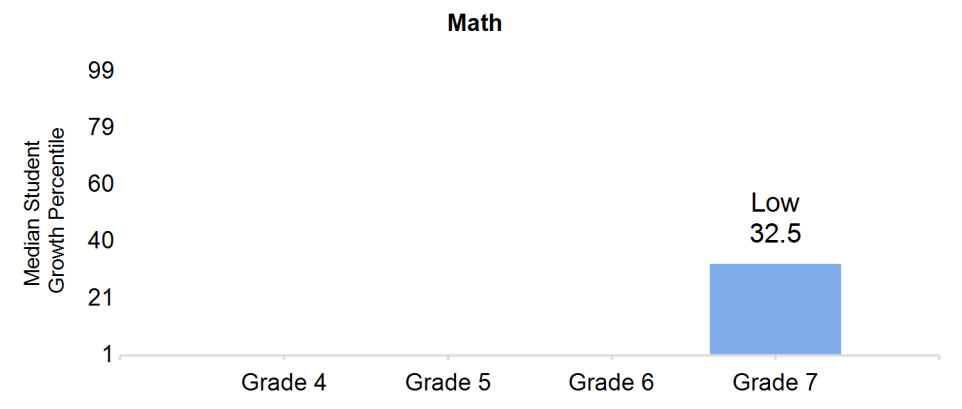 Math
Median Student
Growth Percentile
99
79
60
40
21
1
Low
32.5
Grade 4 Grade 5 Grade 6 Grade 7